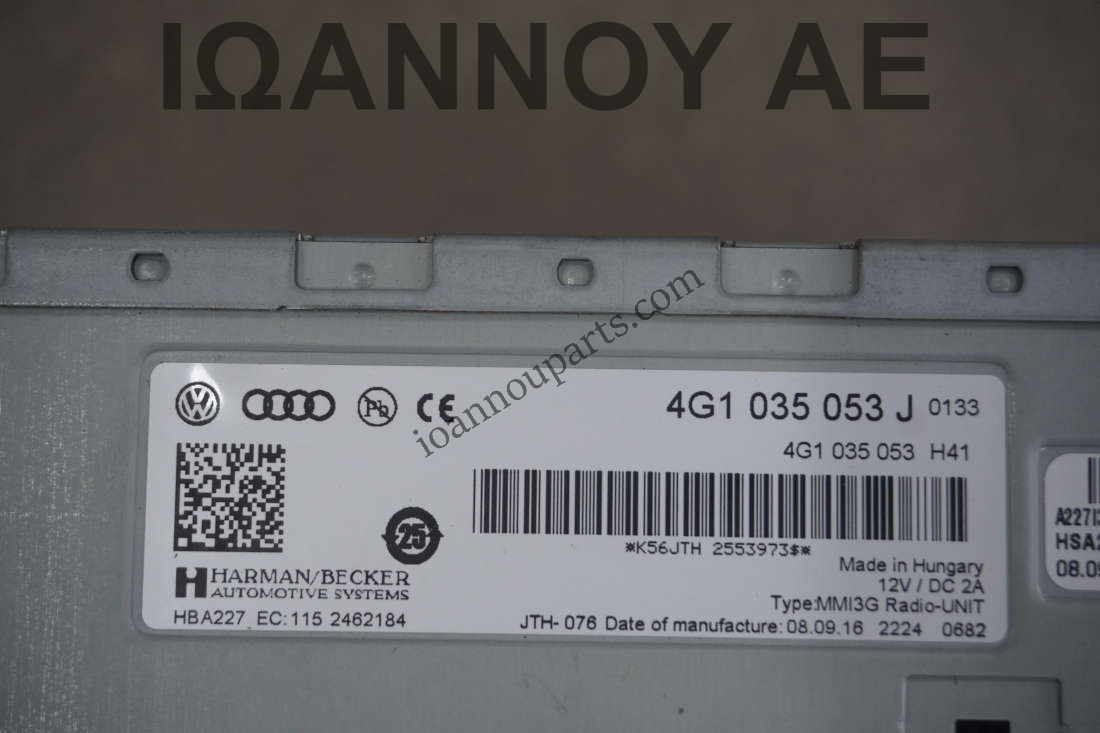 ΙΩΑΝΝΟΥ ΑΕ
ioannouparts.com
Pb CE
4G1 035 053 J 0133
4G1 035 053 H41
25
*K56JTH 2553973$*
HARMAN/BECKER
AUTOMOTIVE SYSTEMS
HBA227 EC:115 2462184
Made in Hungary
12V / DC 2A
Type:MMI3G Radio-UNIT
JTH- 076 Date of manufacture: 08.09.16 2224 0682